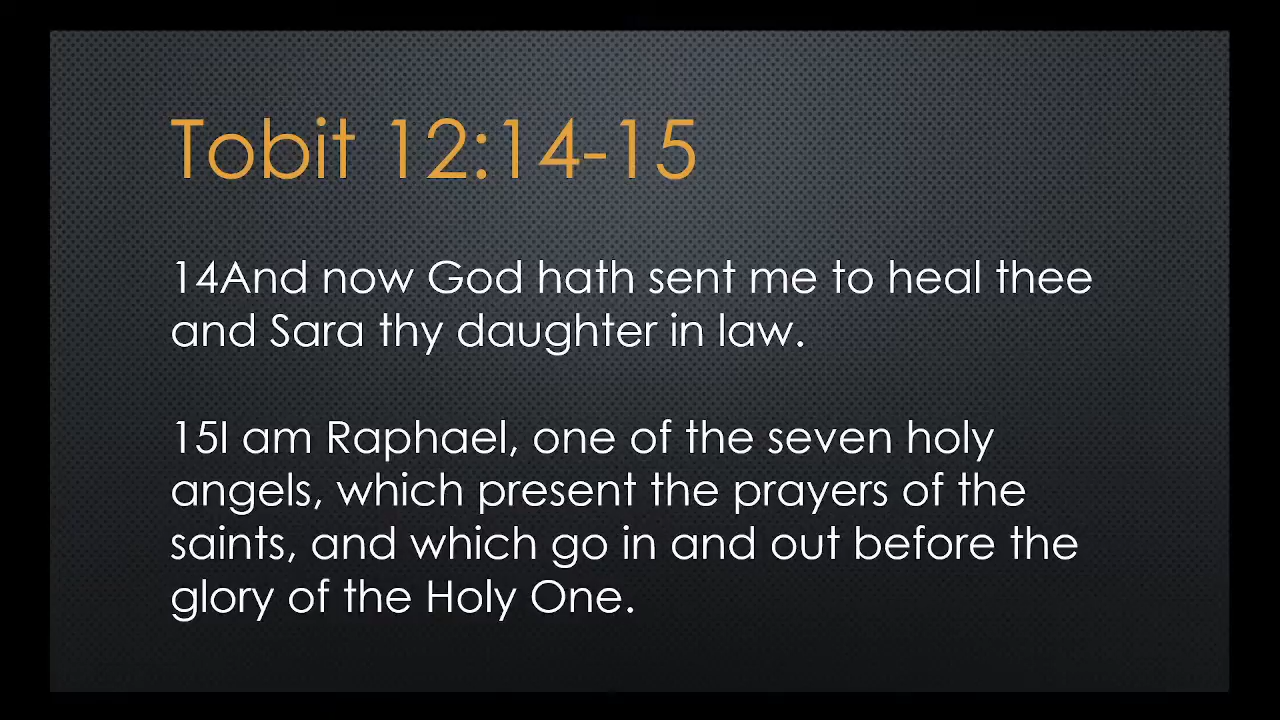 Tobit 12:14-15
14And now God hath sent me to heal thee
and Sara thy daughter in law.
15I am Raphael, one of the seven holy
angels, which present the prayers of the
saints, and which go in and out before the
glory of the Holy One.